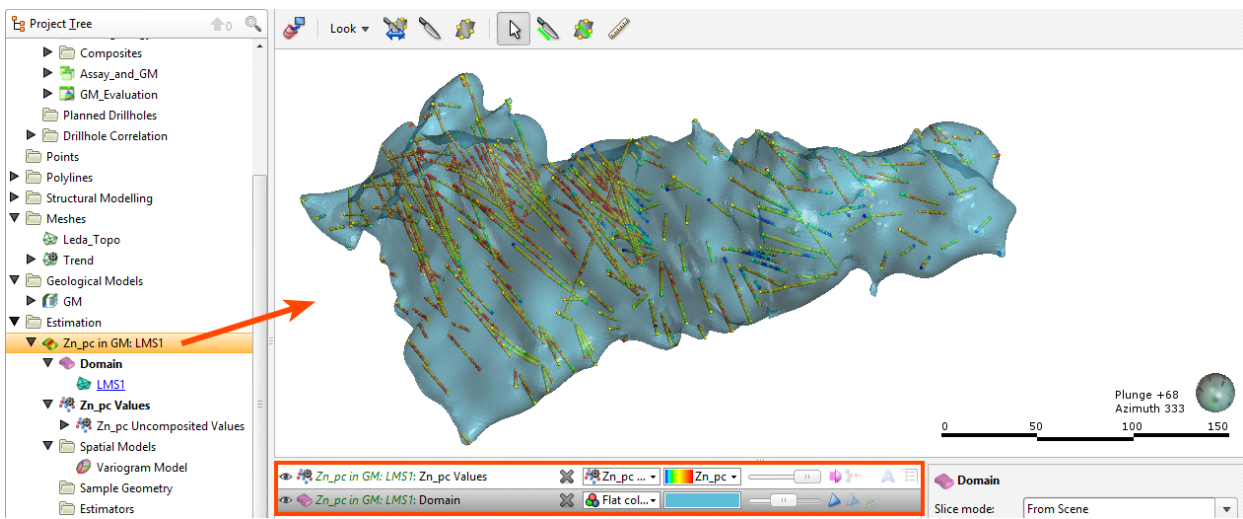 Project Tree
0
Look
Composites
Assay_and_GM
GM_Evaluation
Planned Drillholes
Drillhole Correlation
Points
Polylines
Structural Modelling
Meshes
Leda_Topo
Trend
Geological Models
GM
Estimation
Zn_pc in GM: LMS1
Domain
LMS1
Zn_pc Values
Zn_pc Uncomposited Values
Spatial Models
Variogram Model
Sample Geometry
Estimators
Plunge +68
Azimuth 333
0 50 100 150
Zn_pc in GM: LMS1: Zn_pc Values Zn_pc ... Zn_pc A
Zn_pc in GM: LMS1: Domain Flat col...
Domain
Slice mode: From Scene